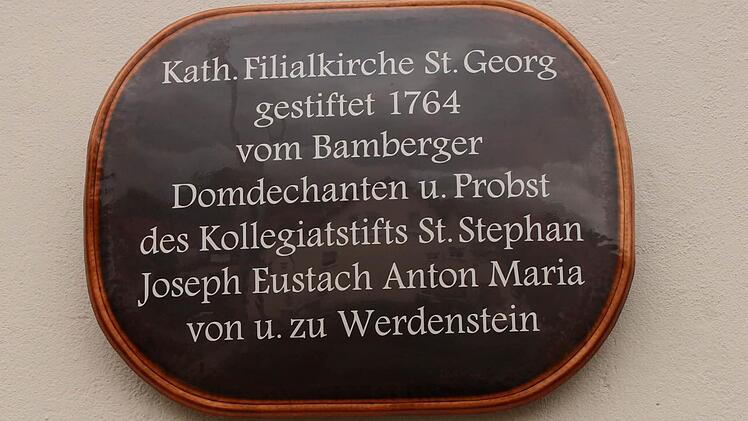 Kath. Filialkirche St. Georg
gestiftet 1764
vom Bamberger
Domdechanten u. Probst
des Kollegiatstifts St. Stephan
Joseph Eustach Anton Maria
von u. zu Werdenstein